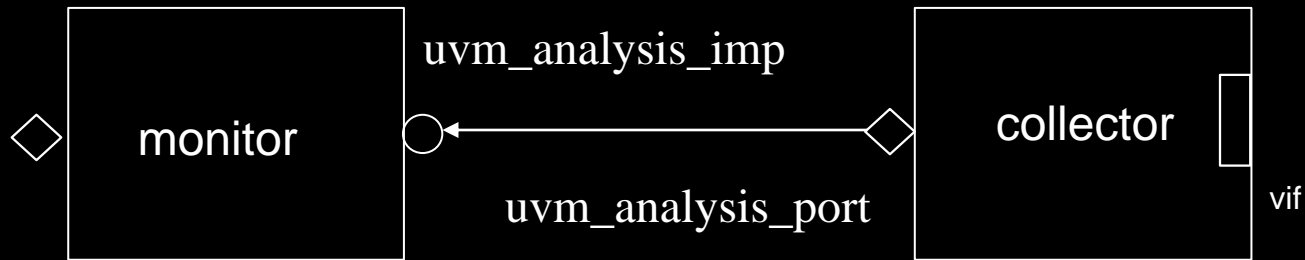 uvm_analysis_imp
monitor
collector
uvm_analysis_port
vif